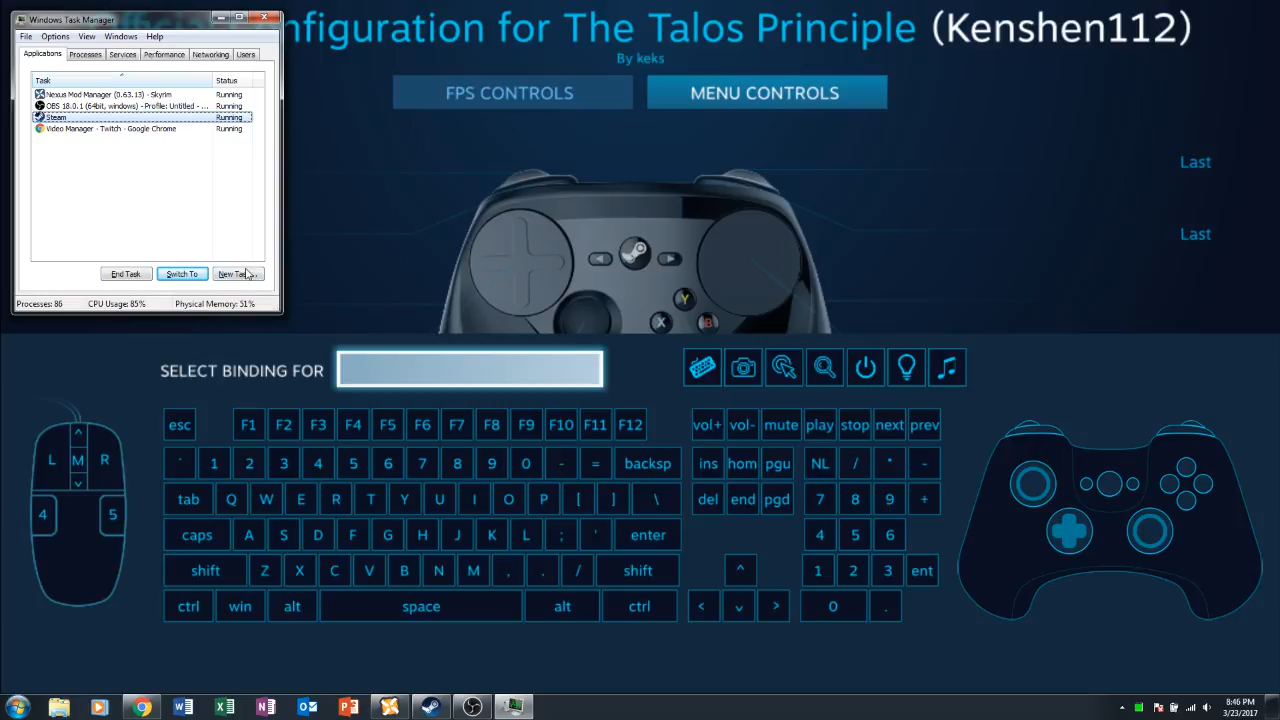 Windows Task Manager
File Options View Windows Help
Applications Processes Services Performance Networking Users
Task Status
Nexus Mod Manager (0.63.13) - Skyrim Running
OBS 18.0.1 (64bit, windows) - Profile: Untitled - ... Running
Steam Running
Video Manager - Twitch - Google Chrome Running
End Task Switch To New Tas...
Processes: 86 CPU Usage: 85% Physical Memory: 51%
onfiguration for The Talos Principle (Kenshen112)
By keks
FPS CONTROLS MENU CONTROLS
Last
Last
Y
X B
SELECT BINDING FOR
esc F1 F2 F3 F4 F5 F6 F7 F8 F9 F10 F11 F12 vol+ vol- mute play stop next prev
` 1 2 3 4 5 6 7 8 9 0 - = backsp ins hom pgu NL / * -
tab Q W E R T Y U I O P [ ] \ del end pgd 7 8 9 +
caps A S D F G H J K L ; ' enter 4 5 6
shift Z X C V B N M , . / shift ^ 1 2 3 ent
ctrl win alt space alt ctrl < v > 0 .
^
L M R
v
4 5
8:46 PM
3/23/2017